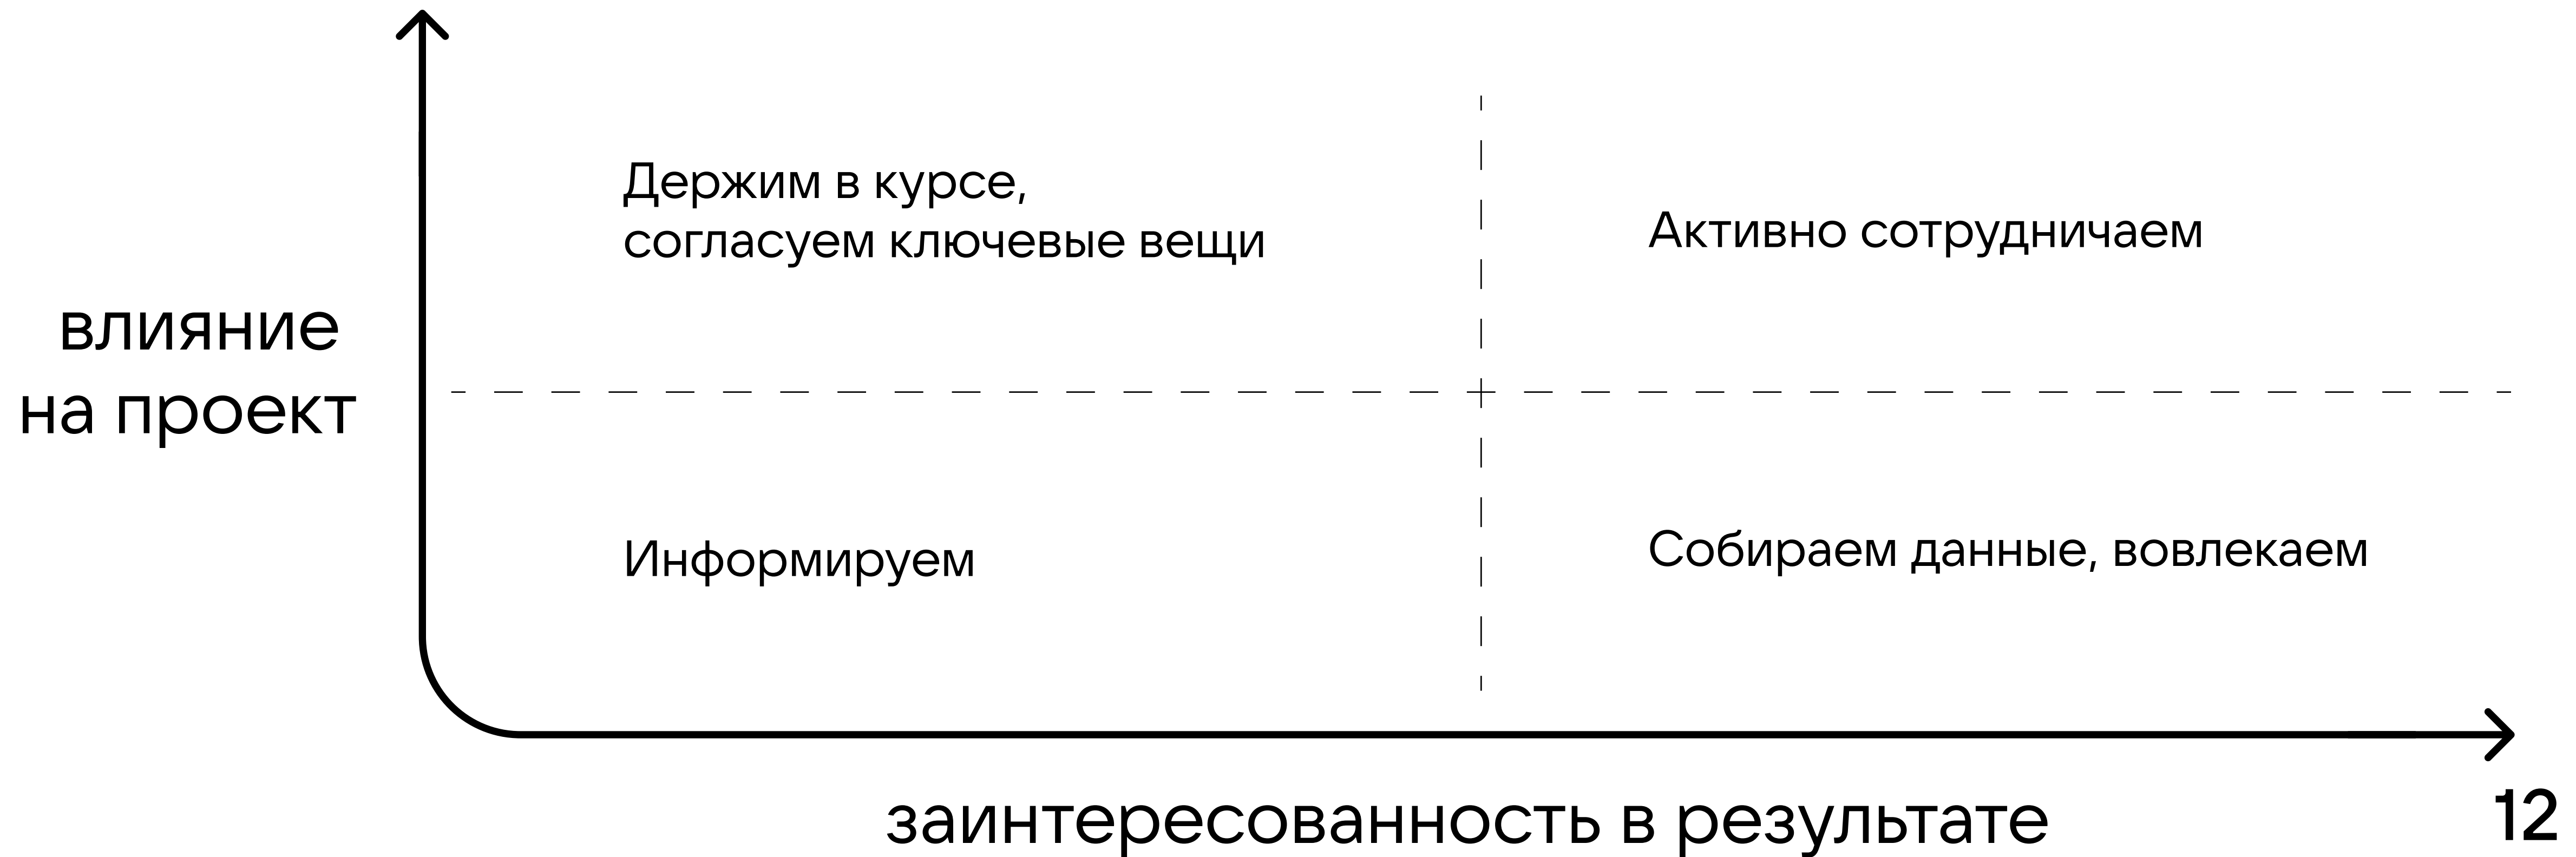 Держим в курсе,
согласуем ключевые вещи
Активно сотрудничаем
влияние
на проект
Информируем
Собираем данные, вовлекаем
заинтересованность в результате
12